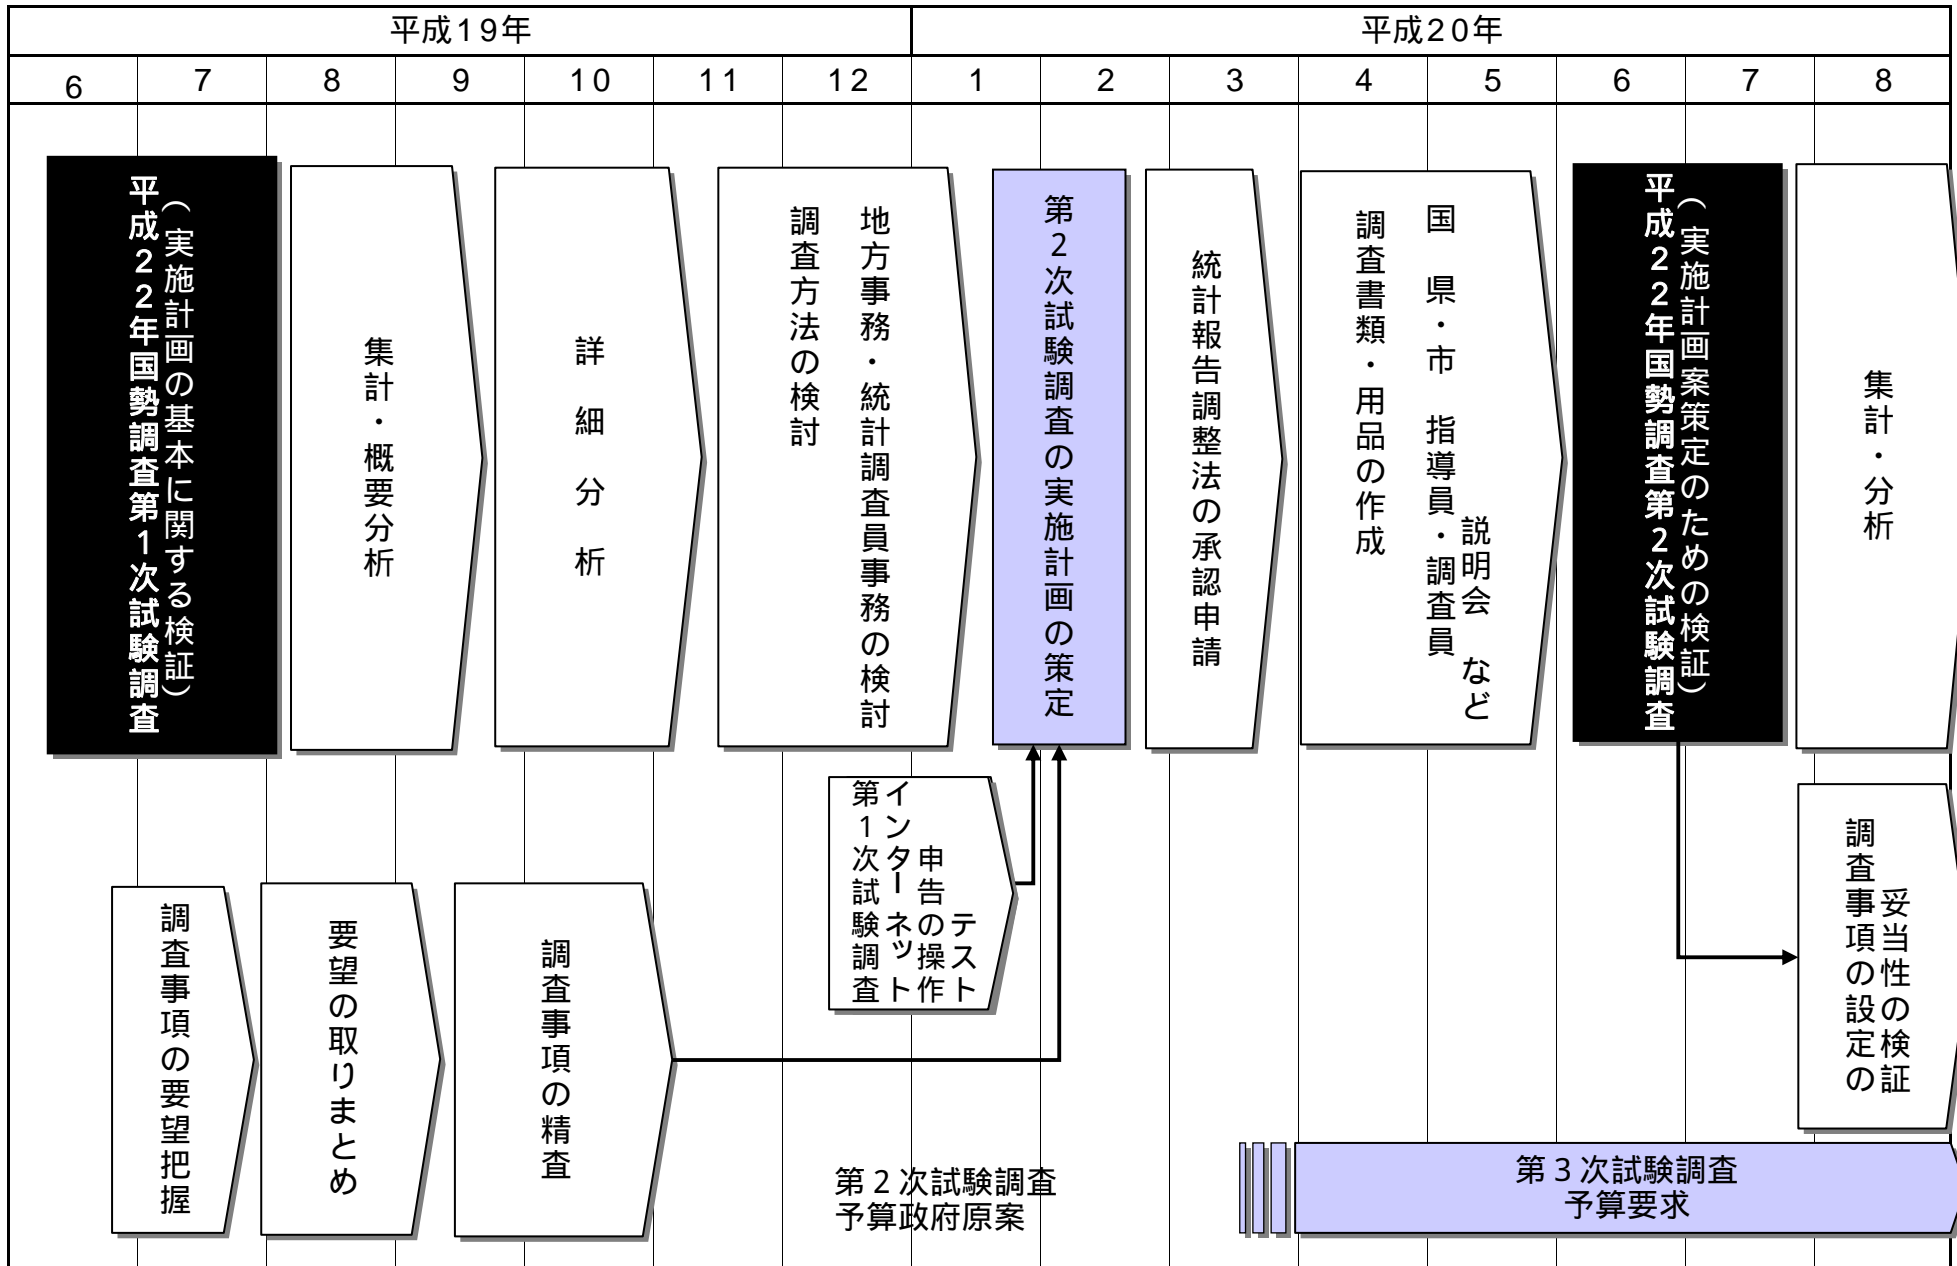 平成19年
平成20年
6 7 8 9 10 11 12 1 2 3 4 5 6 7 8
平成22年国勢調査第1次試験調査
(実施計画の基本に関する検証)
集計・概要分析
詳細分析
地方事務・統計調査員事務の検討
調査方法の検討
第2次試験調査の実施計画の策定
統計報告調整法の承認申請
調査書類・用品の作成
国 県・市 指導員・調査員
説明会 など
平成22年国勢調査第2次試験調査
(実施計画案策定のための検証)
集計・分析
第1次試験調査
インターネット
申告の操作
テスト
調査事項の要望把握
要望の取りまとめ
調査事項の精査
調査事項の設定の
妥当性の検証
第2次試験調査
予算政府原案
第3次試験調査
予算要求